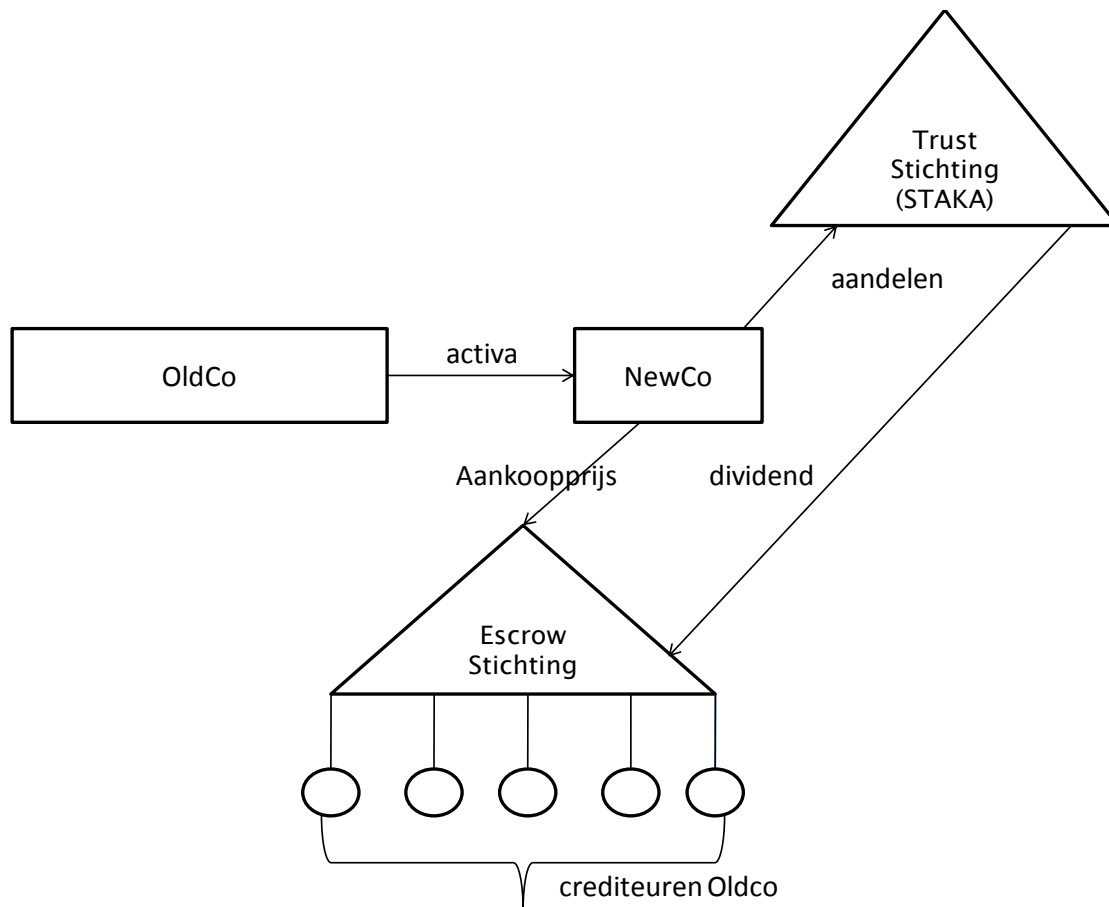 Trust
Stichting
(STAKA)
aandelen
activa
OldCo
NewCo
Aankoopprijs
dividend
Escrow
Stichting
crediteuren Oldco